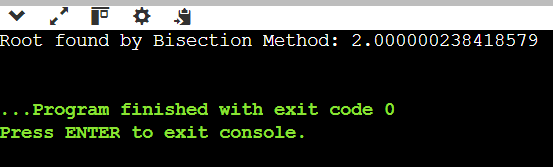 Root found by Bisection Method: 2.000000238418579
...Program finished with exit code 0
Press ENTER to exit console.